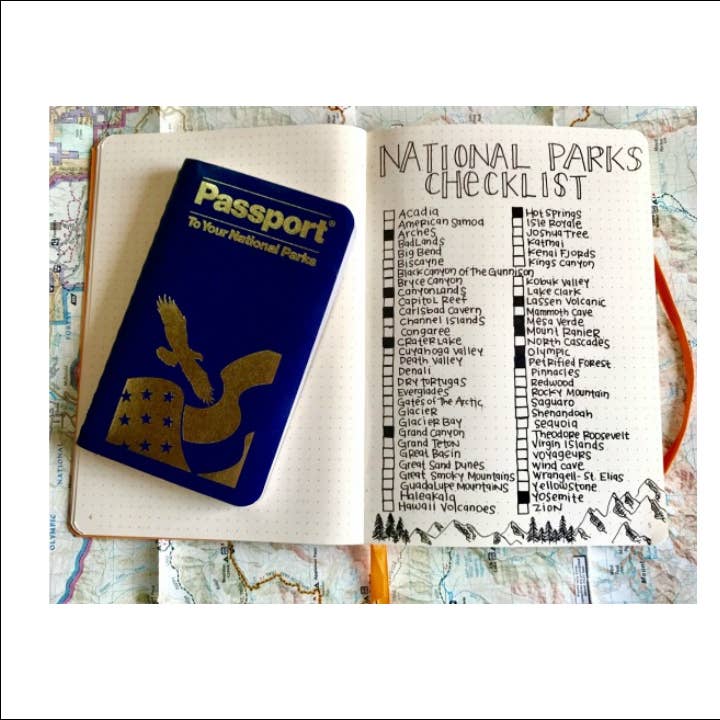 Passport®
To Your National Parks
NATIONAL PARKS
CHECKLIST
Acadia
American Samoa
Arches
BadLands
Big Bend
Biscayne
Black Canyon of the Gunnison
Bryce Canyon
Canyonlands
Capitol Reef
Carlsbad Cavern
Channel Islands
Congaree
Crater Lake
Cuyahoga Valley
Death Valley
Denali
Dry Tortugas
Everglades
Gates of the Arctic
Glacier
Glacier Bay
Grand Canyon
Grand Teton
Great Basin
Great Sand Dunes
Great Smoky Mountains
Guadalupe Mountains
Haleakala
Hawaii Volcanoes
Hot Springs
Isle Royale
Joshua Tree
Katmai
Kenai Fjords
Kings Canyon
Kobuk Valley
Lake Clark
Lassen Volcanic
Mammoth Cave
Mesa Verde
Mount Ranier
North Cascades
Olympic
Petrified Forest
Pinnacles
Redwood
Rocky Mountain
Saguaro
Shenandoah
Sequoia
Theodore Roosevelt
Virgin Islands
Voyageurs
Wind Cave
Wrangell-St. Elias
Yellowstone
Yosemite
Zion
OLYMPIC
NATIONAL